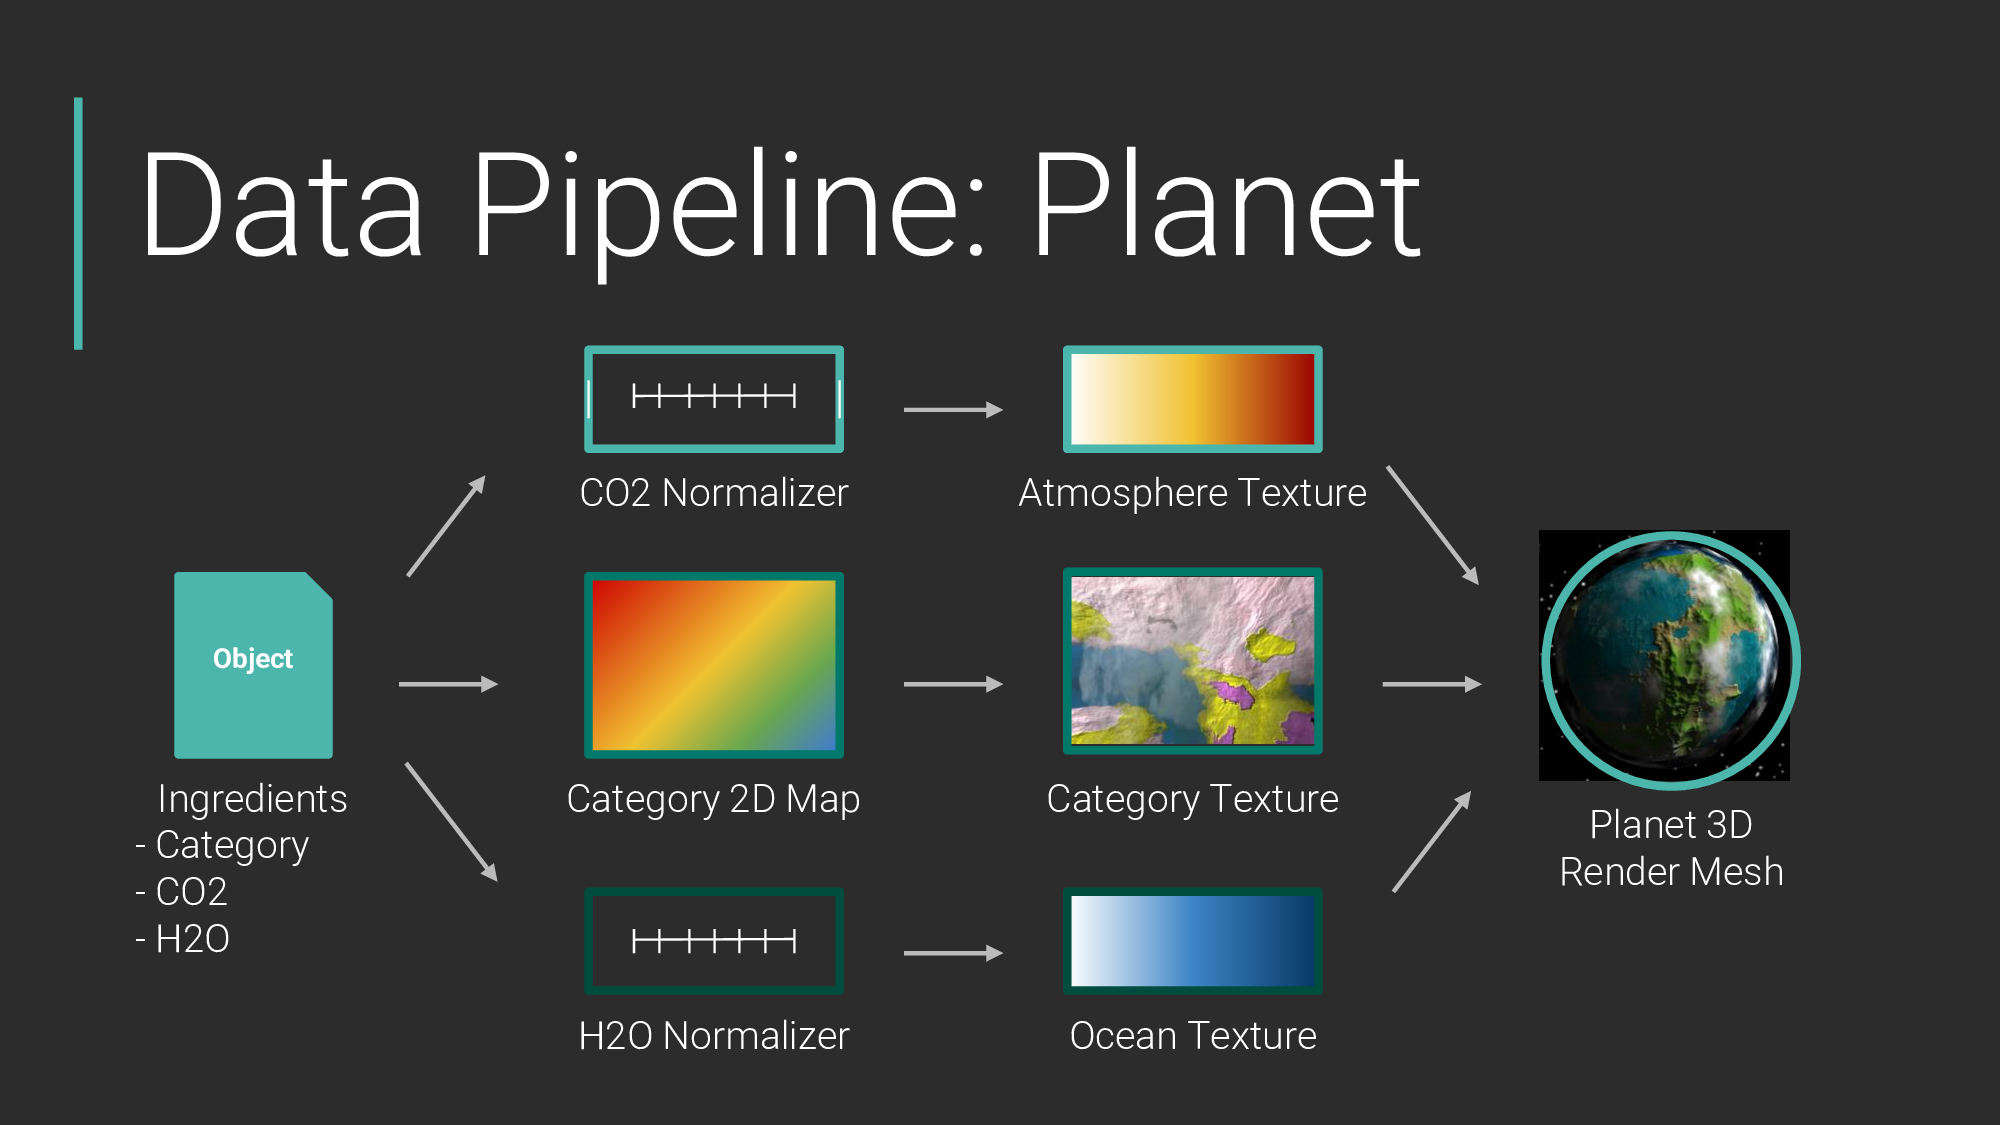 Data Pipeline: Planet
CO2 Normalizer
Atmosphere Texture
Object
Ingredients
- Category
- CO2
- H2O
Category 2D Map
Category Texture
Planet 3D
Render Mesh
H2O Normalizer
Ocean Texture